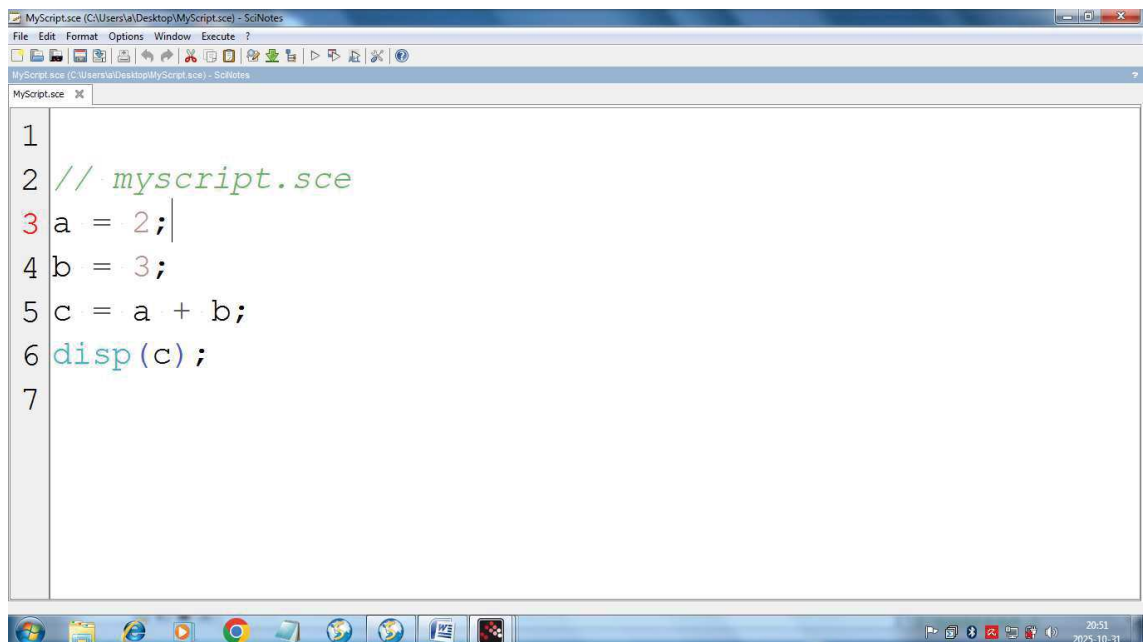 MyScript.sce (C:\Users\a\Desktop\MyScript.sce) - SciNotes
File Edit Format Options Window Execute ?
MyScript.sce (C:\Users\a\Desktop\MyScript.sce) - SciNotes ?
MyScript.sce
1
2 // myscript.sce
3 a = 2;
4 b = 3;
5 c = a + b;
6 disp(c);
7
20:51
2025-10-31